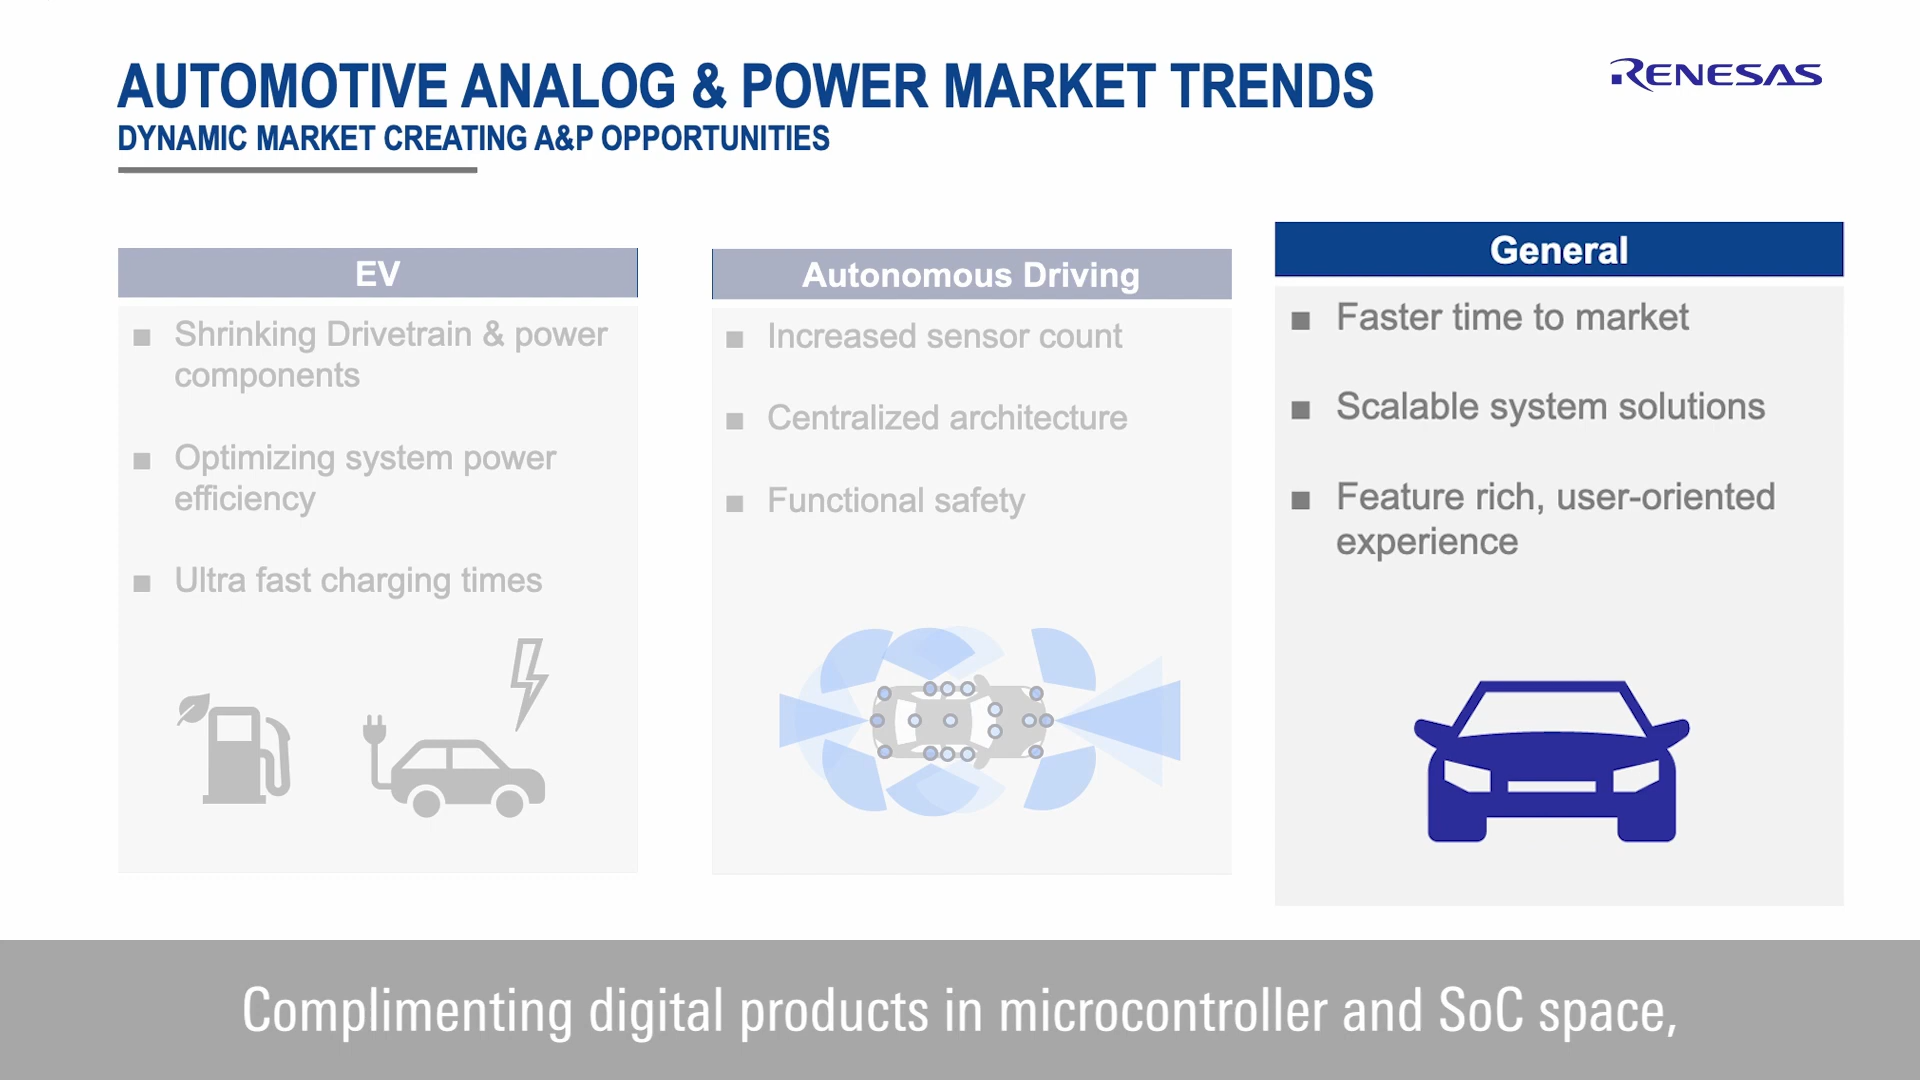 AUTOMOTIVE ANALOG & POWER MARKET TRENDS
DYNAMIC MARKET CREATING A&P OPPORTUNITIES
RENESAS
EV
■ Shrinking Drivetrain & power
components
■ Optimizing system power
efficiency
■ Ultra fast charging times
Autonomous Driving
■ Increased sensor count
■ Centralized architecture
■ Functional safety
General
■ Faster time to market
■ Scalable system solutions
■ Feature rich, user-oriented
experience
Complimenting digital products in microcontroller and SoC space,